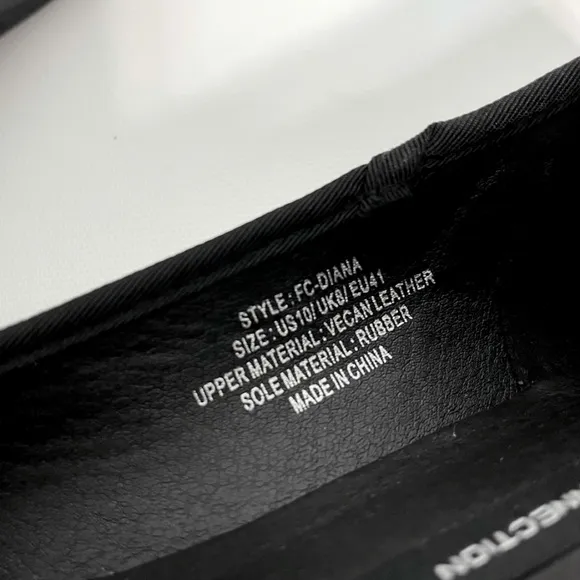 STYLE: FC-DIANA
SIZE: US10/UK8/EU41
UPPER MATERIAL: VEGAN LEATHER
SOLE MATERIAL: RUBBER
MADE IN CHINA